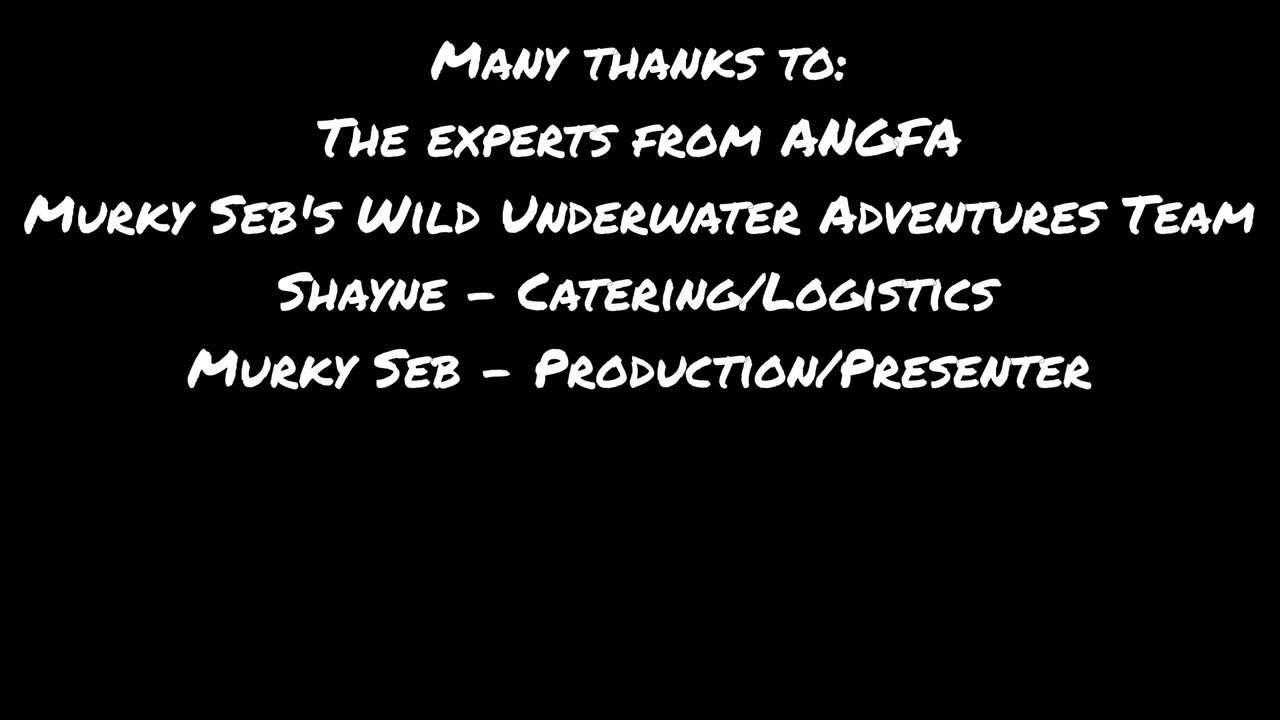 Many thanks to:
The experts from ANGFA
Murky Seb's Wild Underwater Adventures Team
Shayne - Catering/Logistics
Murky Seb - Production/Presenter